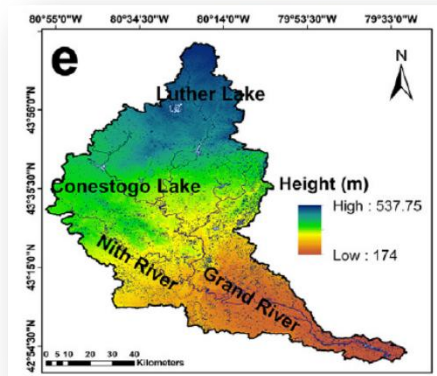 80°55'0"W 80°34'30"W 80°14'0"W 79°53'30"W 79°33'0"W
e
N
Luther Lake
43°56'0"N
Conestogo Lake
43°35'30"N
Height (m)
High : 537.75
Low : 174
Nith River
Grand River
43°15'0"N
42°54'30"N
0 5 10 20 30 40
Kilometers